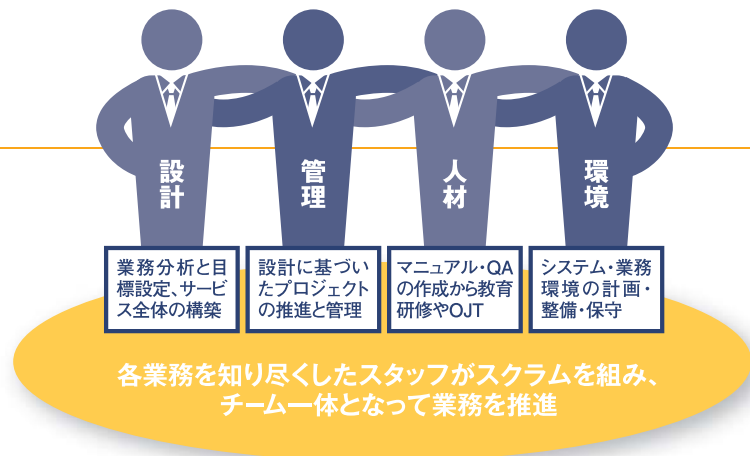 設計
管理
人材
環境
業務分析と目
標設定、サービ
ス全体の構築
設計に基づい
たプロジェクト
の推進と管理
マニュアル・QA
の作成から教育
研修やOJT
システム・業務
環境の計画・
整備・保守
各業務を知り尽くしたスタッフがスクラムを組み、
チーム一体となって業務を推進